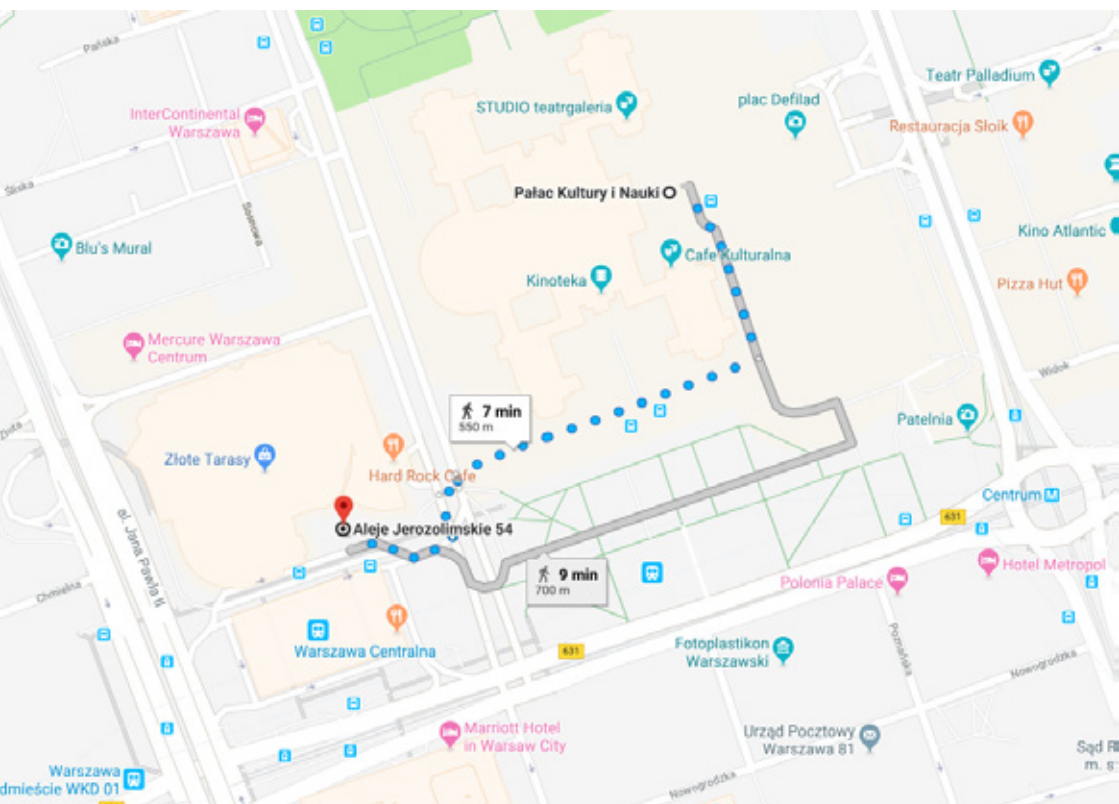 Pańska
InterContinental
Warszawa
STUDIO teatrgaleria
plac Defilad
Teatr Palladium
Restauracja Słoik
Śliska
Sosnowa
Pałac Kultury i Nauki
Blu's Mural
Cafe Kulturalna
Kino Atlantic
Kinoteka
Pizza Hut
Mercure Warszawa
Centrum
Widok
7 min
550 m
Patelnia
Złota
Złote Tarasy
Hard Rock Cafe
Centrum
M
631
Aleje Jerozolimskie 54
al. Jana Pawła II
9 min
700 m
Hotel Metropol
Polonia Palace
Chmielna
Warszawa Centralna
631
Fotoplastikon
Warszawski
Poznańska
Nowogrodzka
Marriott Hotel
in Warsaw City
Urząd Pocztowy
Warszawa 81
Sąd
m.
Warszawa
dmieście WKD 01
Nowogrodzka